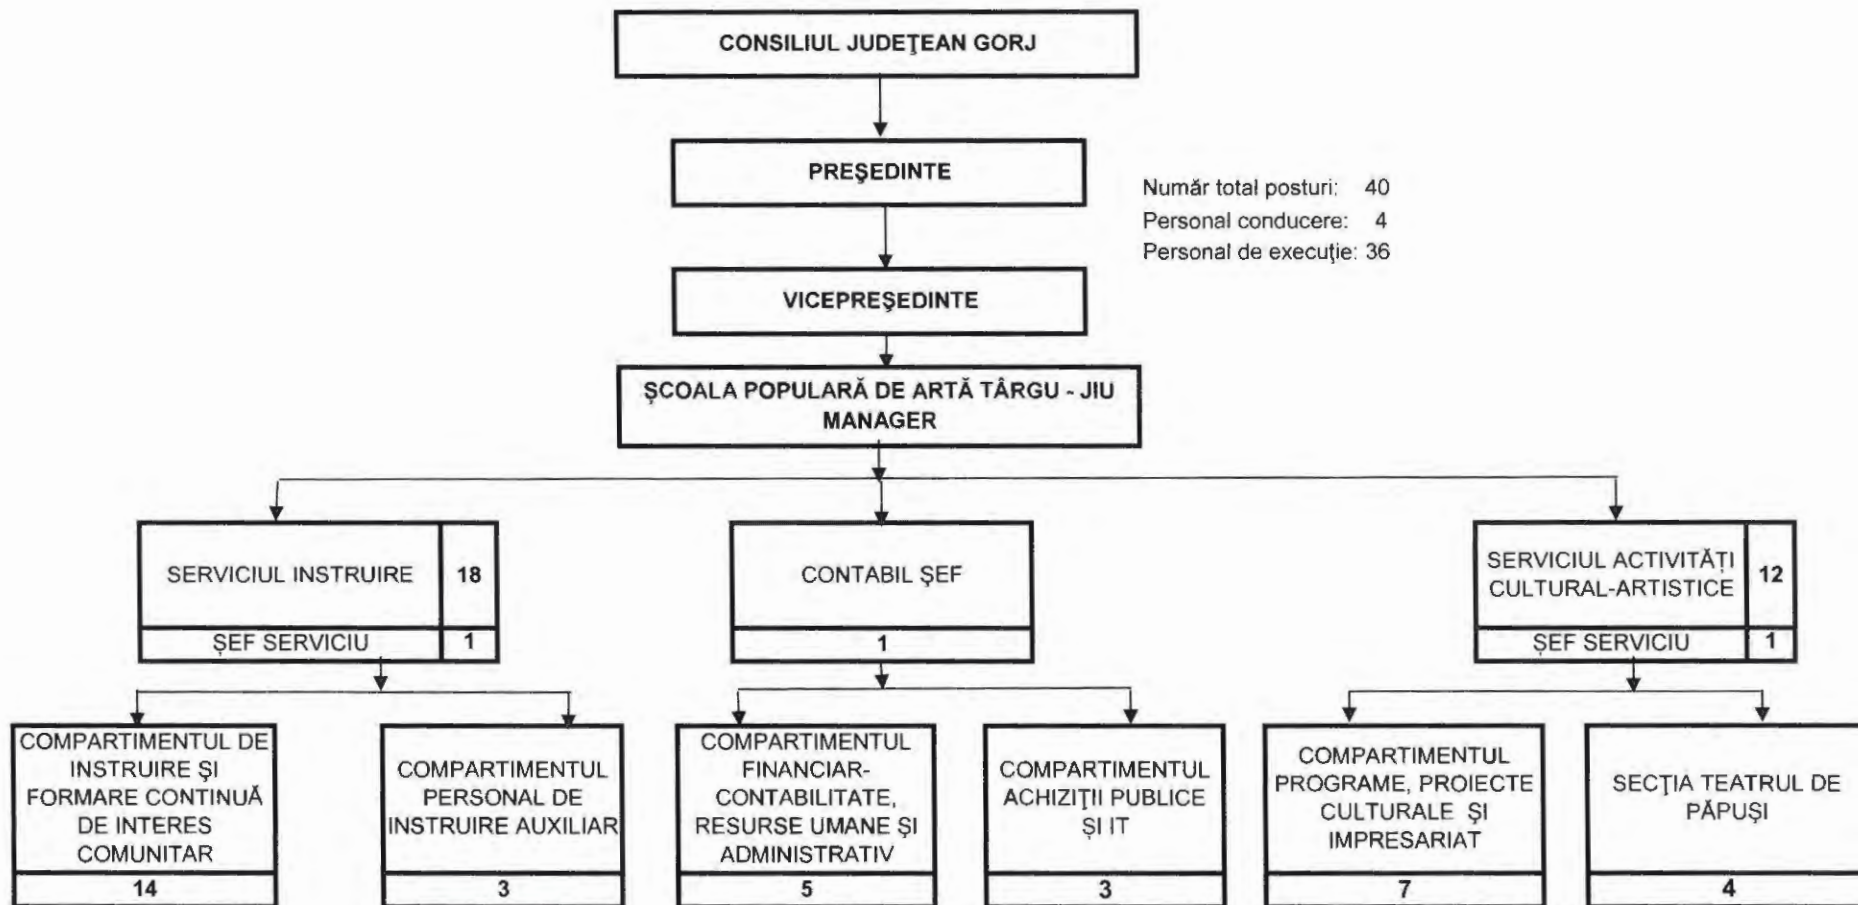 CONSILIUL JUDEŢEAN GORJ
PREŞEDINTE
Număr total posturi: 40
Personal conducere: 4
Personal de execuţie: 36
VICEPREŞEDINTE
ŞCOALA POPULARĂ DE ARTĂ TÂRGU - JIU
MANAGER
SERVICIUL INSTRUIRE
18
ŞEF SERVICIU
1
CONTABIL ŞEF
1
SERVICIUL ACTIVITĂȚI
CULTURAL-ARTISTICE
12
ŞEF SERVICIU
1
COMPARTIMENTUL DE
INSTRUIRE ŞI
FORMARE CONTINUĂ
DE INTERES
COMUNITAR
14
COMPARTIMENTUL
PERSONAL DE
INSTRUIRE AUXILIAR
3
COMPARTIMENTUL
FINANCIAR-
CONTABILITATE,
RESURSE UMANE ŞI
ADMINISTRATIV
5
COMPARTIMENTUL
ACHIZIŢII PUBLICE
ŞI IT
3
COMPARTIMENTUL
PROGRAME, PROIECTE
CULTURALE ŞI
IMPRESARIAT
7
SECŢIA TEATRUL DE
PĂPUŞI
4